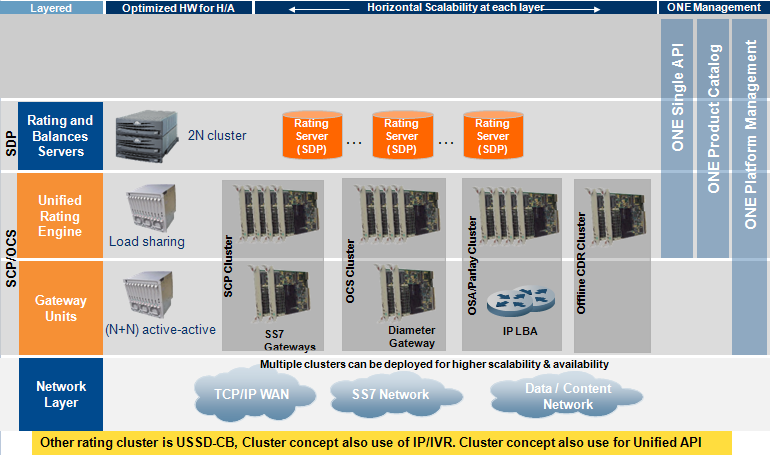 Layered
Optimized HW for H/A
Horizontal Scalability at each layer
ONE Management
ONE Single API
ONE Product Catalog
ONE Platform Management
SDP
Rating and
Balances
Servers
2N cluster
Rating
Server
(SDP)
...
Rating
Server
(SDP)
...
Rating
Server
(SDP)
SCP/OCS
Unified
Rating
Engine
Load sharing
SCP Cluster
OCS Cluster
OSA/Parlay Cluster
Offline CDR Cluster
Gateway
Units
(N+N) active-active
SS7
Gateways
Diameter
Gateway
IP LBA
Multiple clusters can be deployed for higher scalability & availability
Network
Layer
TCP/IP WAN
SS7 Network
Data / Content
Network
Other rating cluster is USSD-CB, Cluster concept also use of IP/IVR. Cluster concept also use for Unified API